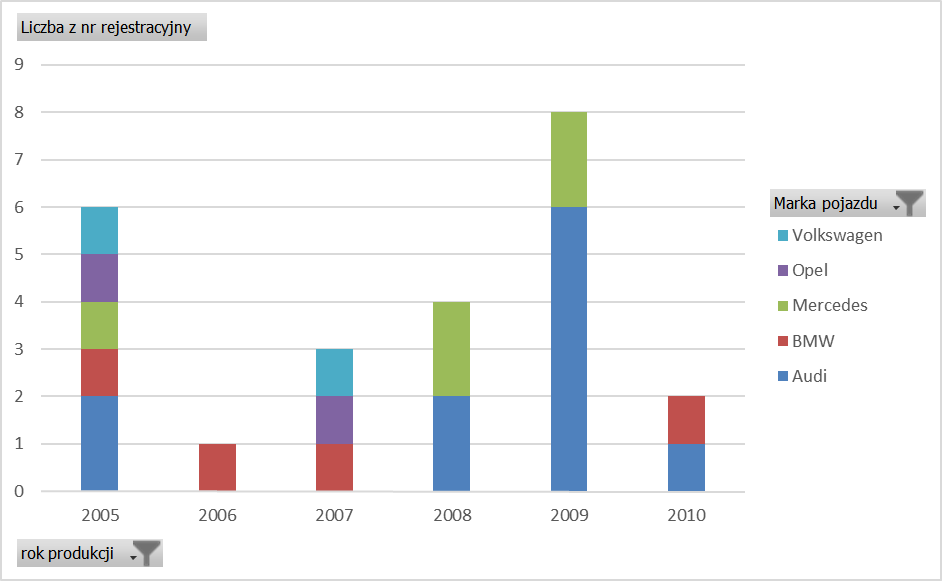 Liczba z nr rejestracyjny
9
8
7
6
5
4
3
2
1
0
2005 2006 2007 2008 2009 2010
Marka pojazdu
Volkswagen
Opel
Mercedes
BMW
Audi
rok produkcji